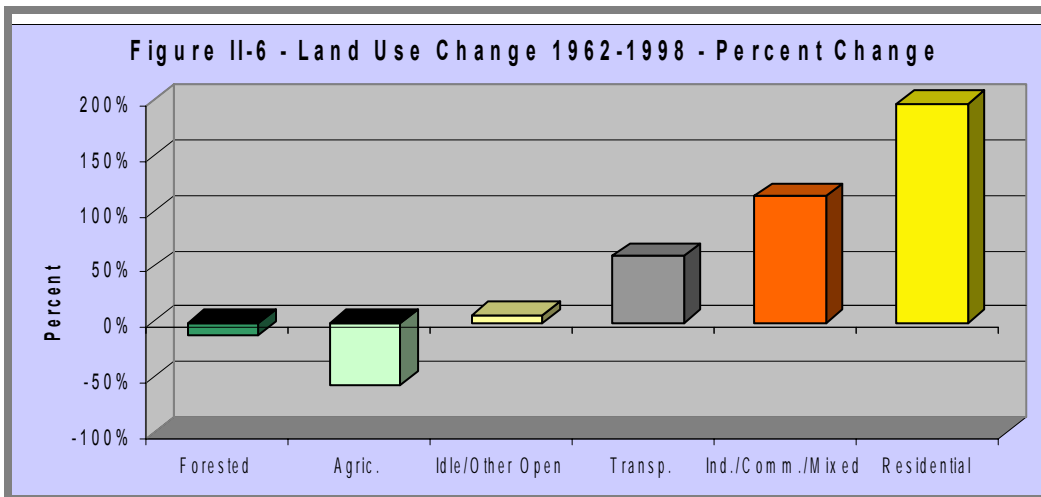 Figure II-6 - Land Use Change 1962-1998 - Percent Change
200%
150%
100%
50%
0%
-50%
-100%
Percent
Forested Agric. Idle/Other Open Transp. Ind./Comm./Mixed Residential